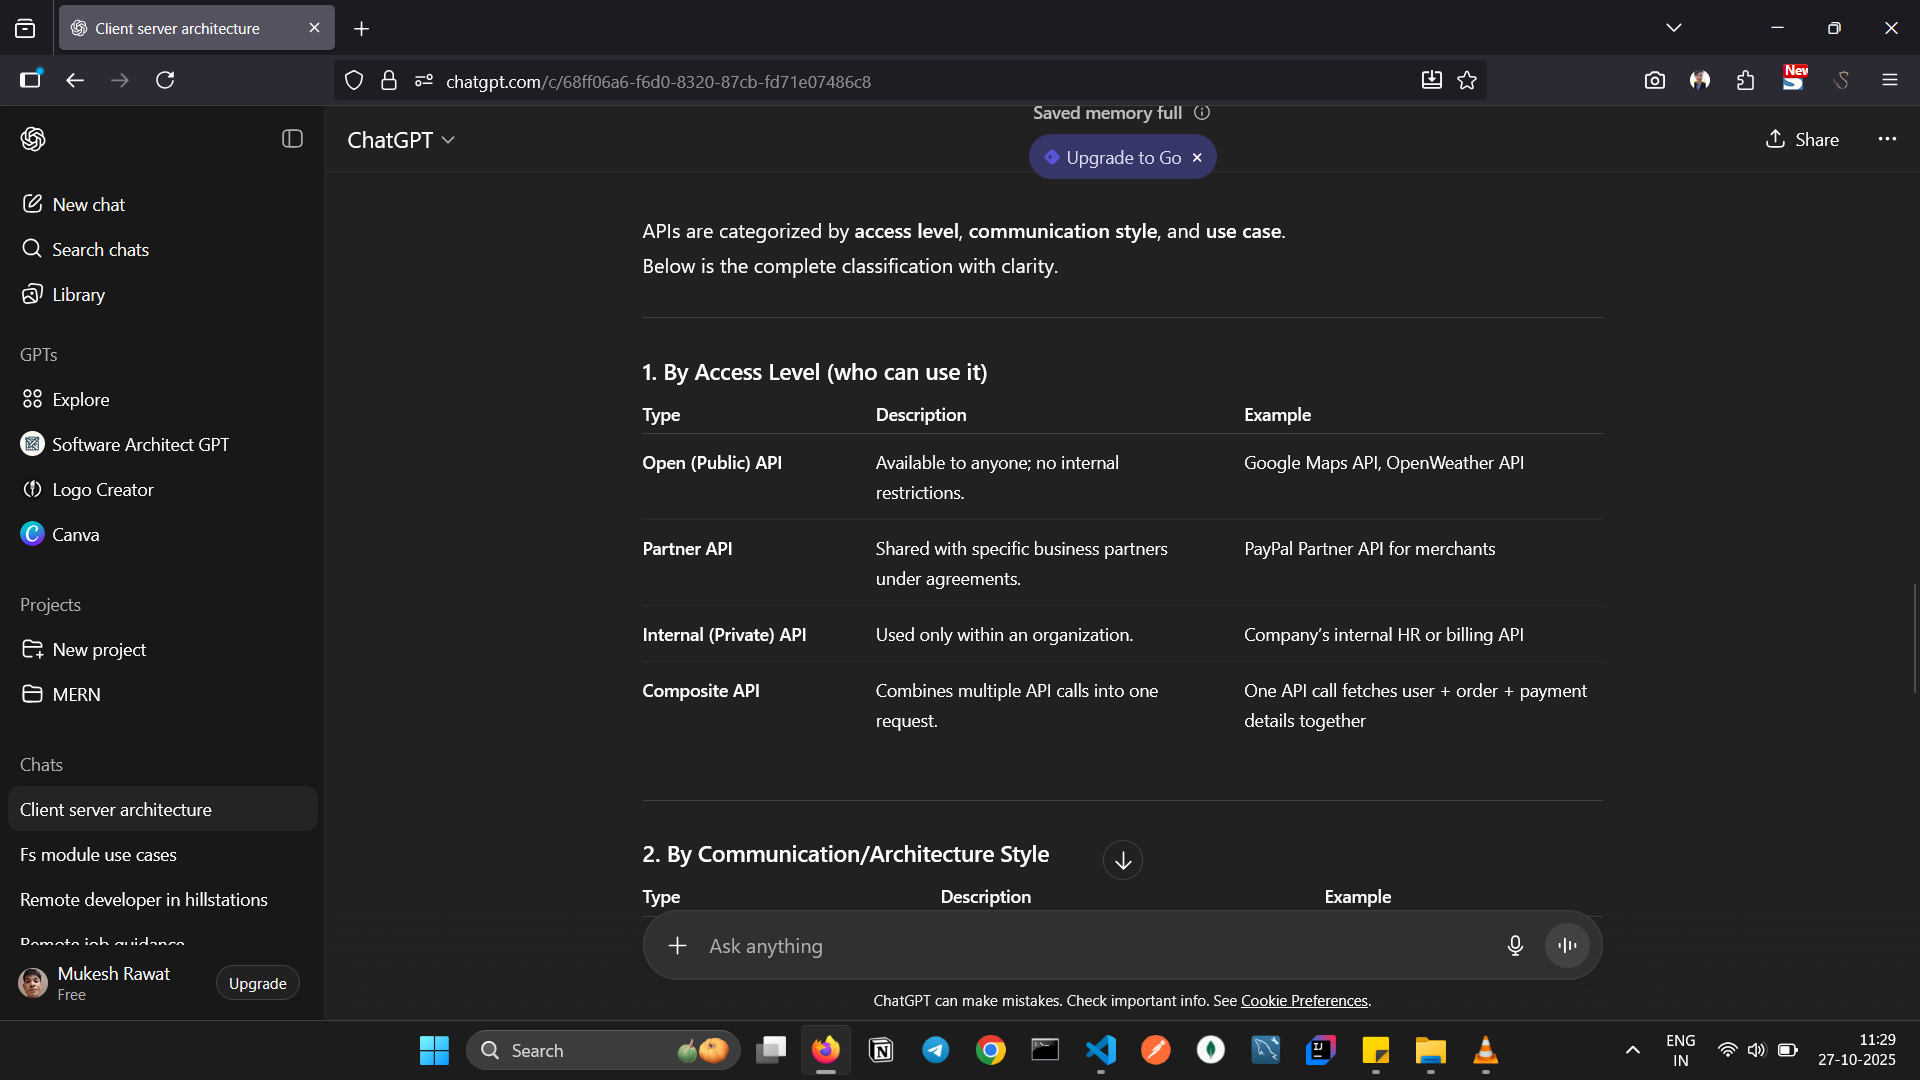 Client server architecture
chatgpt.com/c/68ff06a6-f6d0-8320-87cb-fd71e07486c8
New
Saved memory full
ChatGPT
Upgrade to Go
Share
New chat
Search chats
Library
GPTs
Explore
Software Architect GPT
Logo Creator
Canva
Projects
New project
MERN
Chats
Client server architecture
Fs module use cases
Remote developer in hillstations
Remote job guidance
Mukesh Rawat
Free
Upgrade
APIs are categorized by access level, communication style, and use case.
Below is the complete classification with clarity.
1. By Access Level (who can use it)
Type Description Example
Open (Public) API Available to anyone; no internal Google Maps API, OpenWeather API
restrictions.
Partner API Shared with specific business partners PayPal Partner API for merchants
under agreements.
Internal (Private) API Used only within an organization. Company’s internal HR or billing API
Composite API Combines multiple API calls into one One API call fetches user + order + payment
request. details together
2. By Communication/Architecture Style
Type Description Example
Ask anything
ChatGPT can make mistakes. Check important info. See Cookie Preferences.
Search
ENG
IN
11:29
27-10-2025